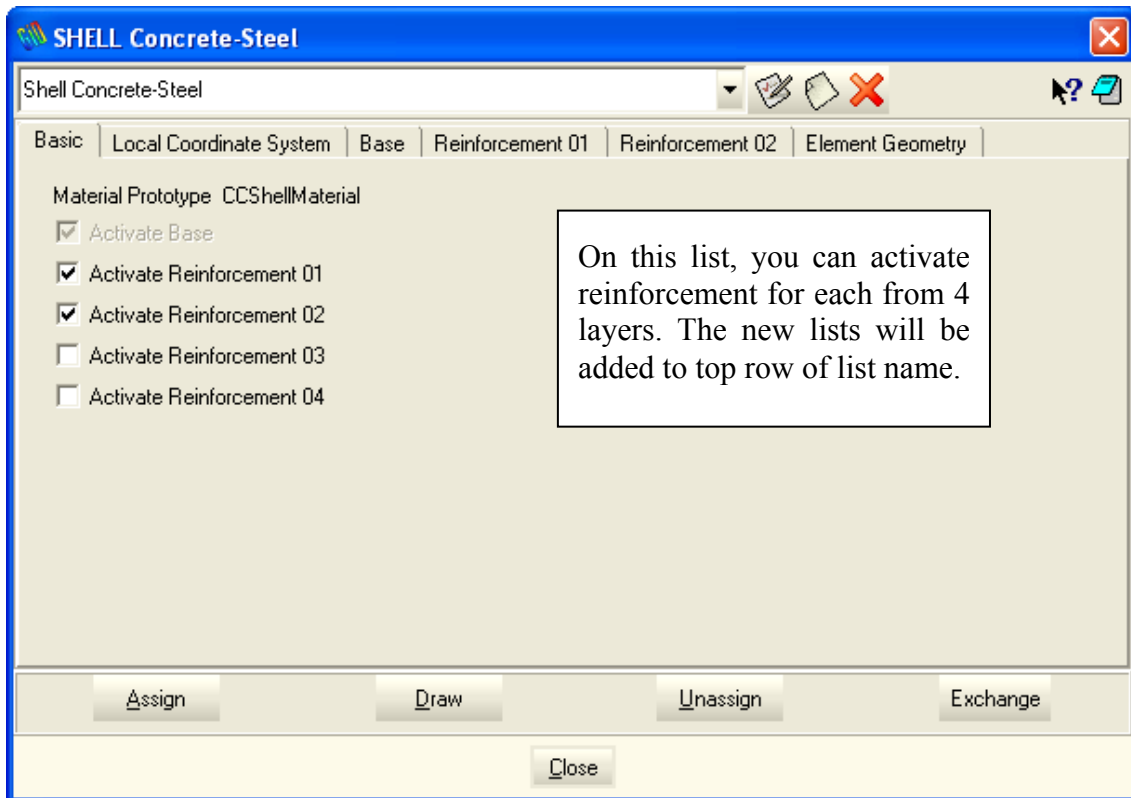 SHELL Concrete-Steel
Shell Concrete-Steel
Basic Local Coordinate System Base Reinforcement 01 Reinforcement 02 Element Geometry
Material Prototype CCShellMaterial
Activate Base
Activate Reinforcement 01
Activate Reinforcement 02
Activate Reinforcement 03
Activate Reinforcement 04
On this list, you can activate
reinforcement for each from 4
layers. The new lists will be
added to top row of list name.
Assign Draw Unassign Exchange
Close